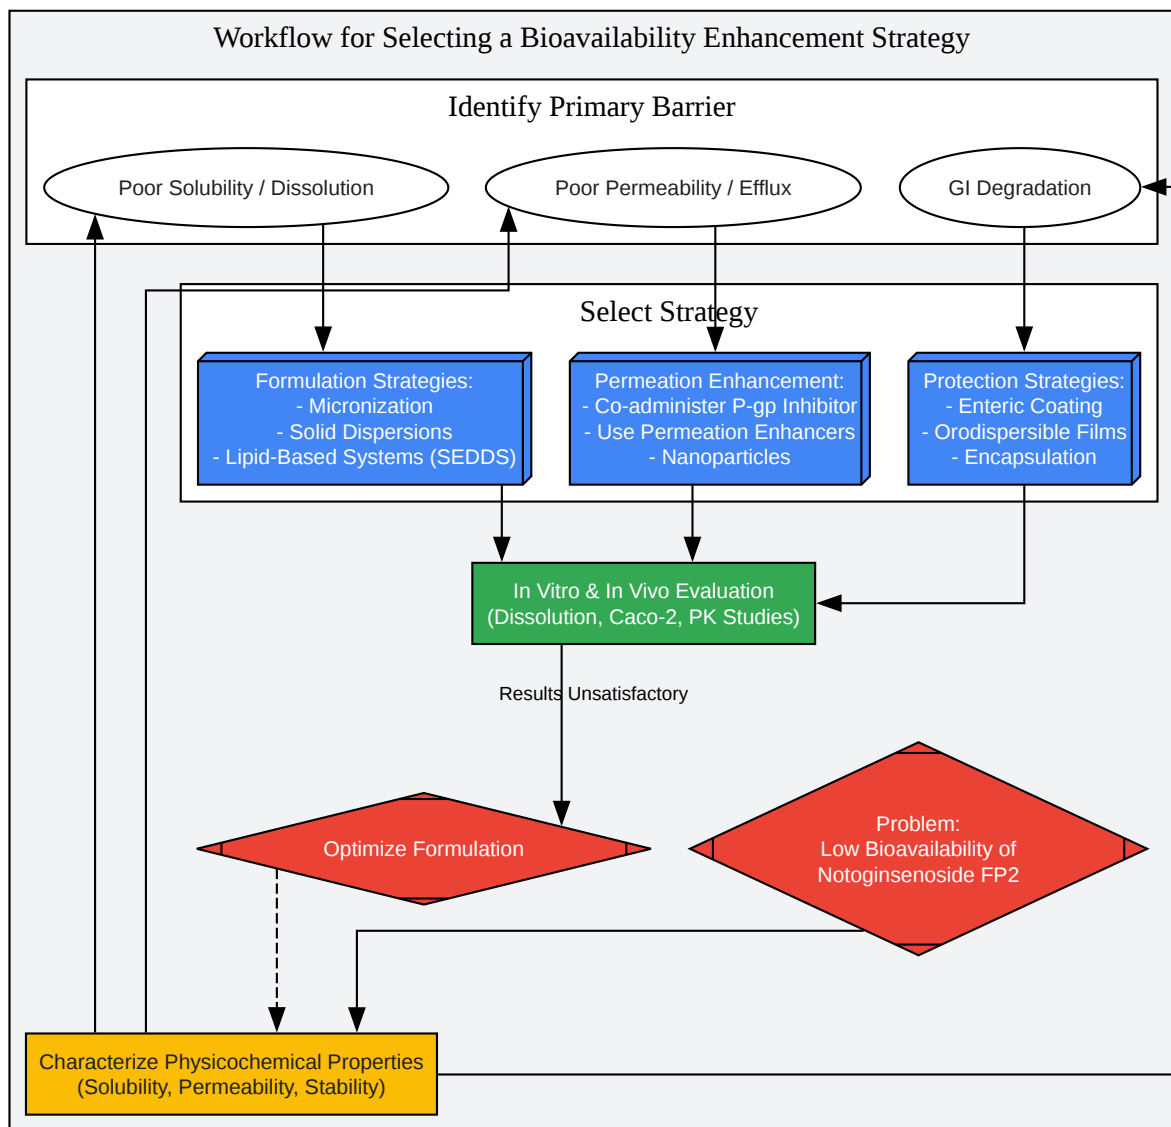 Workflow for Selecting a Bioavailability Enhancement Strategy
Identify Primary Barrier
Poor Solubility / Dissolution
Poor Permeability / Efflux
GI Degradation
Select Strategy
Formulation Strategies:
- Micronization
- Solid Dispersions
- Lipid-Based Systems (SEDDS)
Permeation Enhancement:
- Co-administer P-gp Inhibitor
- Use Permeation Enhancers
- Nanoparticles
Protection Strategies:
- Enteric Coating
- Orodispersible Films
- Encapsulation
In Vitro & In Vivo Evaluation
(Dissolution, Caco-2, PK Studies)
Results Unsatisfactory
Optimize Formulation
Problem:
Low Bioavailability of
Notoginsenoside FP2
Characterize Physicochemical Properties
(Solubility, Permeability, Stability)